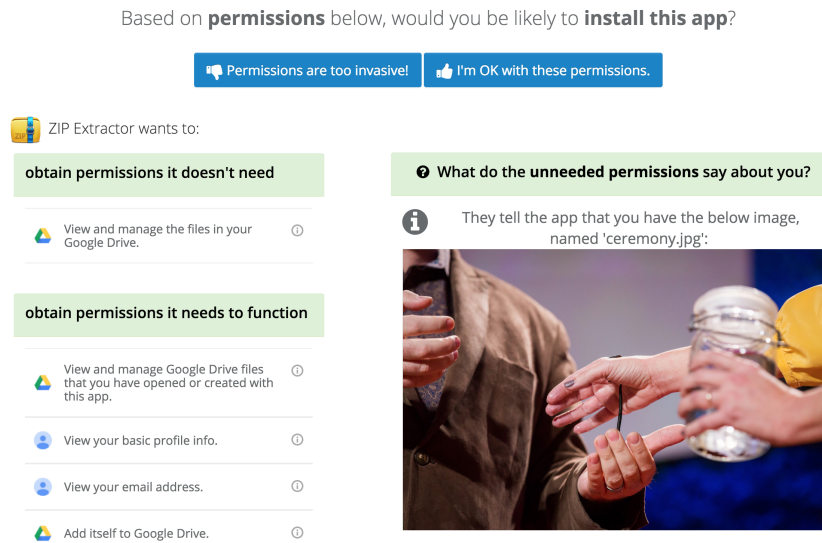 Based on permissions below, would you be likely to install this app?
Permissions are too invasive!
I'm OK with these permissions.
ZIP
ZIP Extractor wants to:
obtain permissions it doesn't need
View and manage the files in your
Google Drive.
obtain permissions it needs to function
View and manage Google Drive files
that you have opened or created with
this app.
View your basic profile info.
View your email address.
Add itself to Google Drive.
What do the unneeded permissions say about you?
They tell the app that you have the below image,
named 'ceremony.jpg':